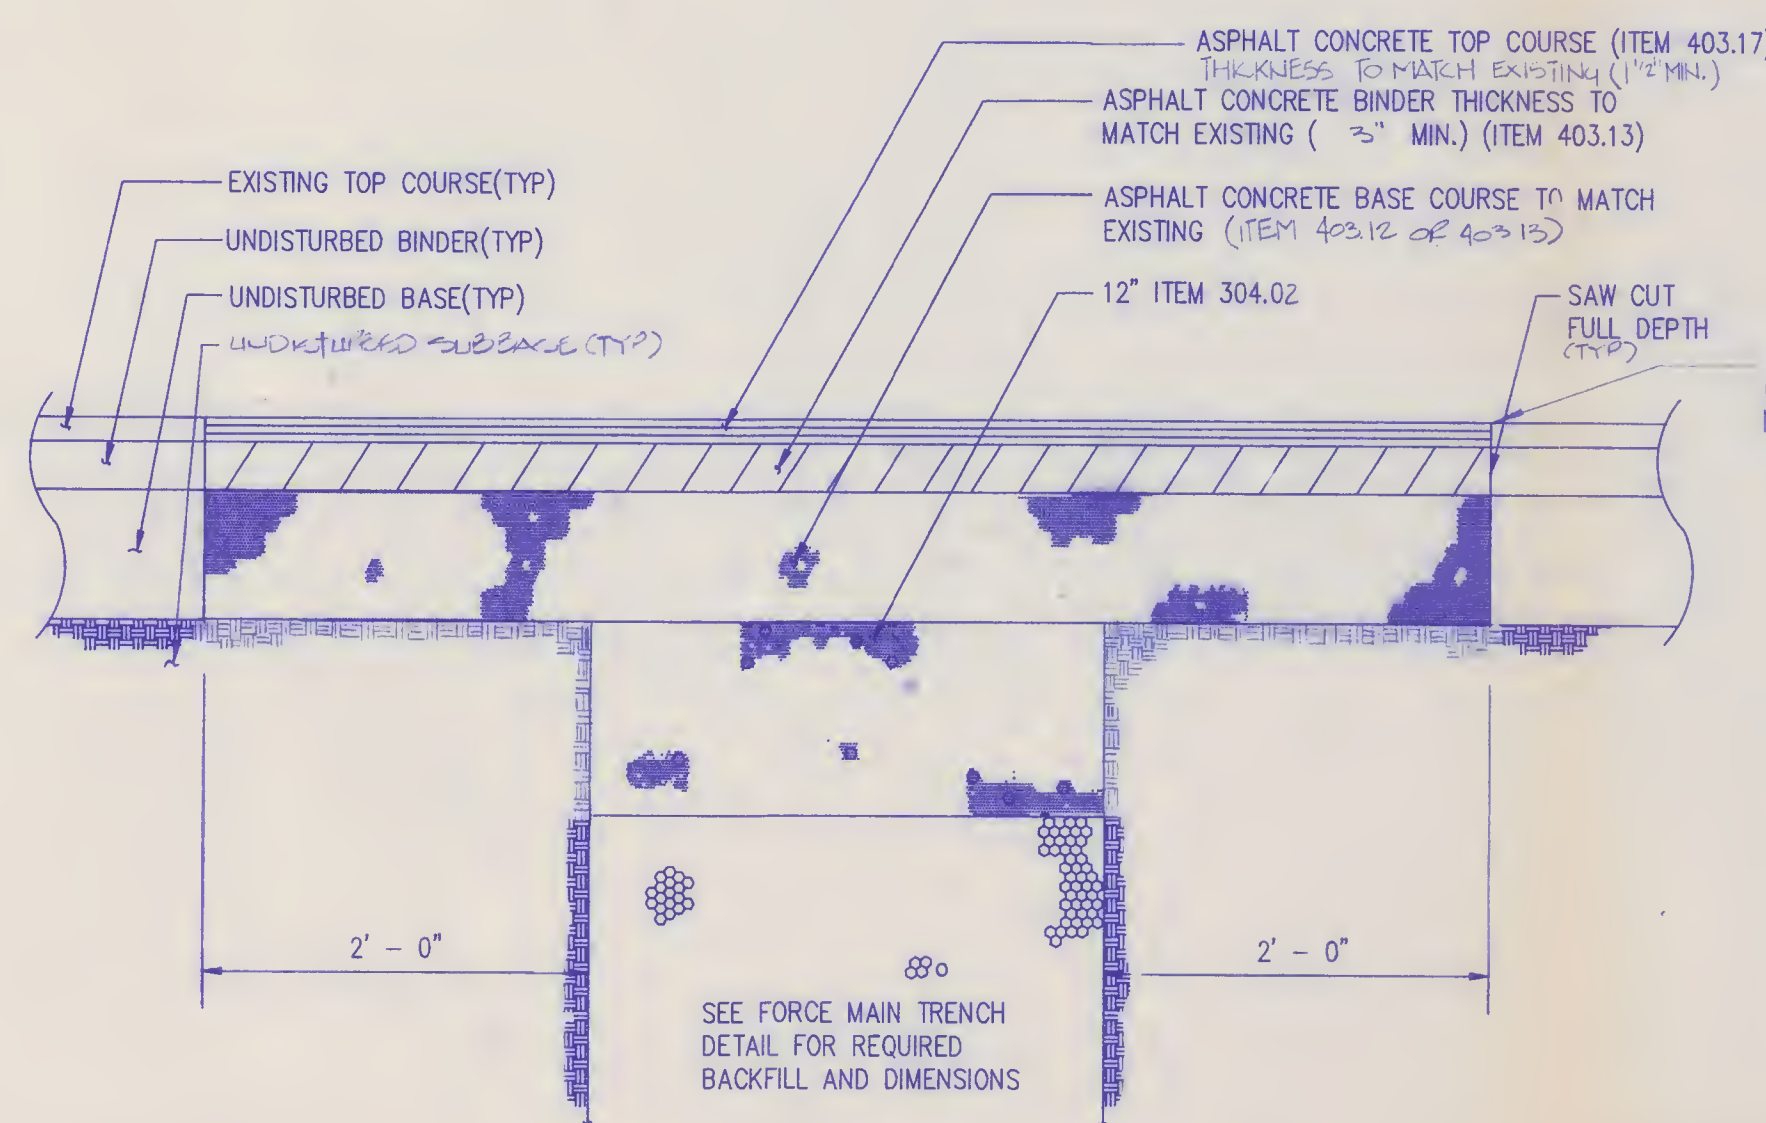 ASPHALT CONCRETE TOP COURSE (ITEM 403.17)
THICKNESS TO MATCH EXISTING (1 1/2" MIN.)
ASPHALT CONCRETE BINDER THICKNESS TO
MATCH EXISTING ( 3" MIN.) (ITEM 403.13)
ASPHALT CONCRETE BASE COURSE TO MATCH
EXISTING (ITEM 403.12 OR 403 13)
12" ITEM 304.02
SAW CUT
FULL DEPTH
(TYP)
EXISTING TOP COURSE(TYP)
UNDISTURBED BINDER(TYP)
UNDISTURBED BASE(TYP)
UNDISTURBED SUBBASE (TYP)
2' - 0"
2' - 0"
SEE FORCE MAIN TRENCH
DETAIL FOR REQUIRED
BACKFILL AND DIMENSIONS